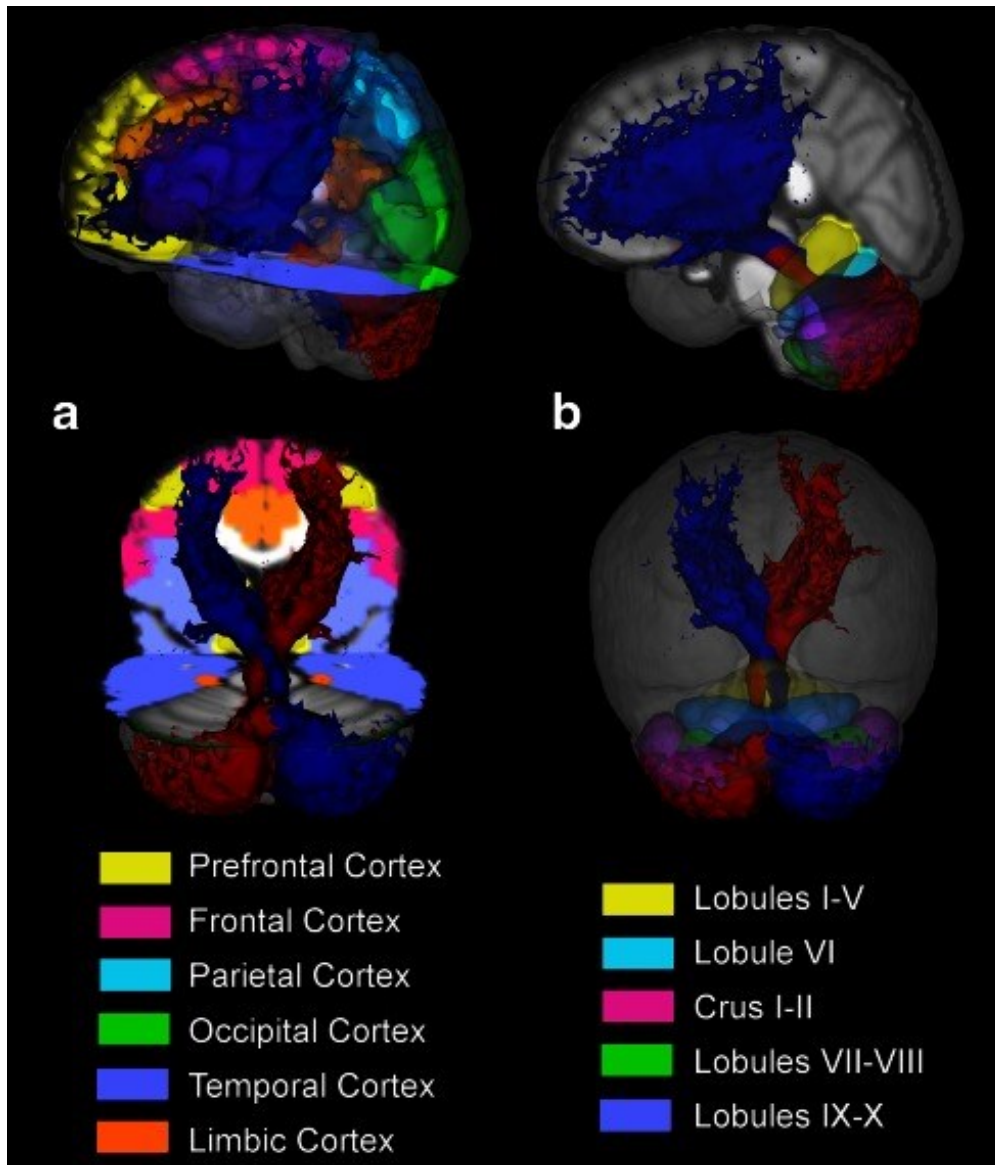 a
b
Prefrontal Cortex
Frontal Cortex
Parietal Cortex
Occipital Cortex
Temporal Cortex
Limbic Cortex
Lobules I-V
Lobule VI
Crus I-II
Lobules VII-VIII
Lobules IX-X